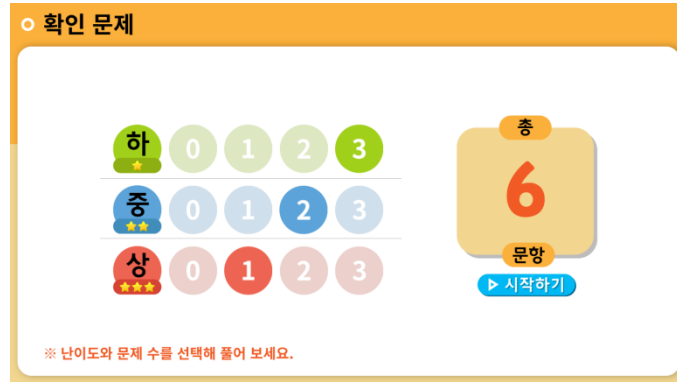 확인 문제
하 0 1 2 3
중 0 1 2 3
상 0 1 2 3
총
6
문항
시작하기
※ 난이도와 문제 수를 선택해 풀어 보세요.